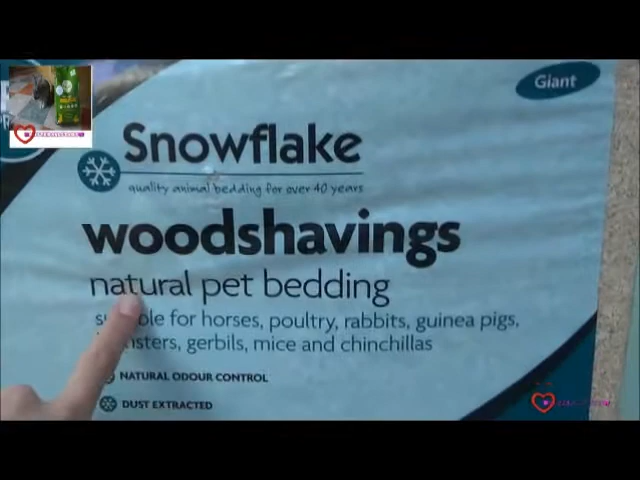 Giant
Snowflake
quality animal bedding for over 40 years
woodshavings
natural pet bedding
for horses, poultry, rabbits, guinea pigs,
gerbils, mice and chinchillas
NATURAL ODOUR CONTROL
DUST EXTRACTED